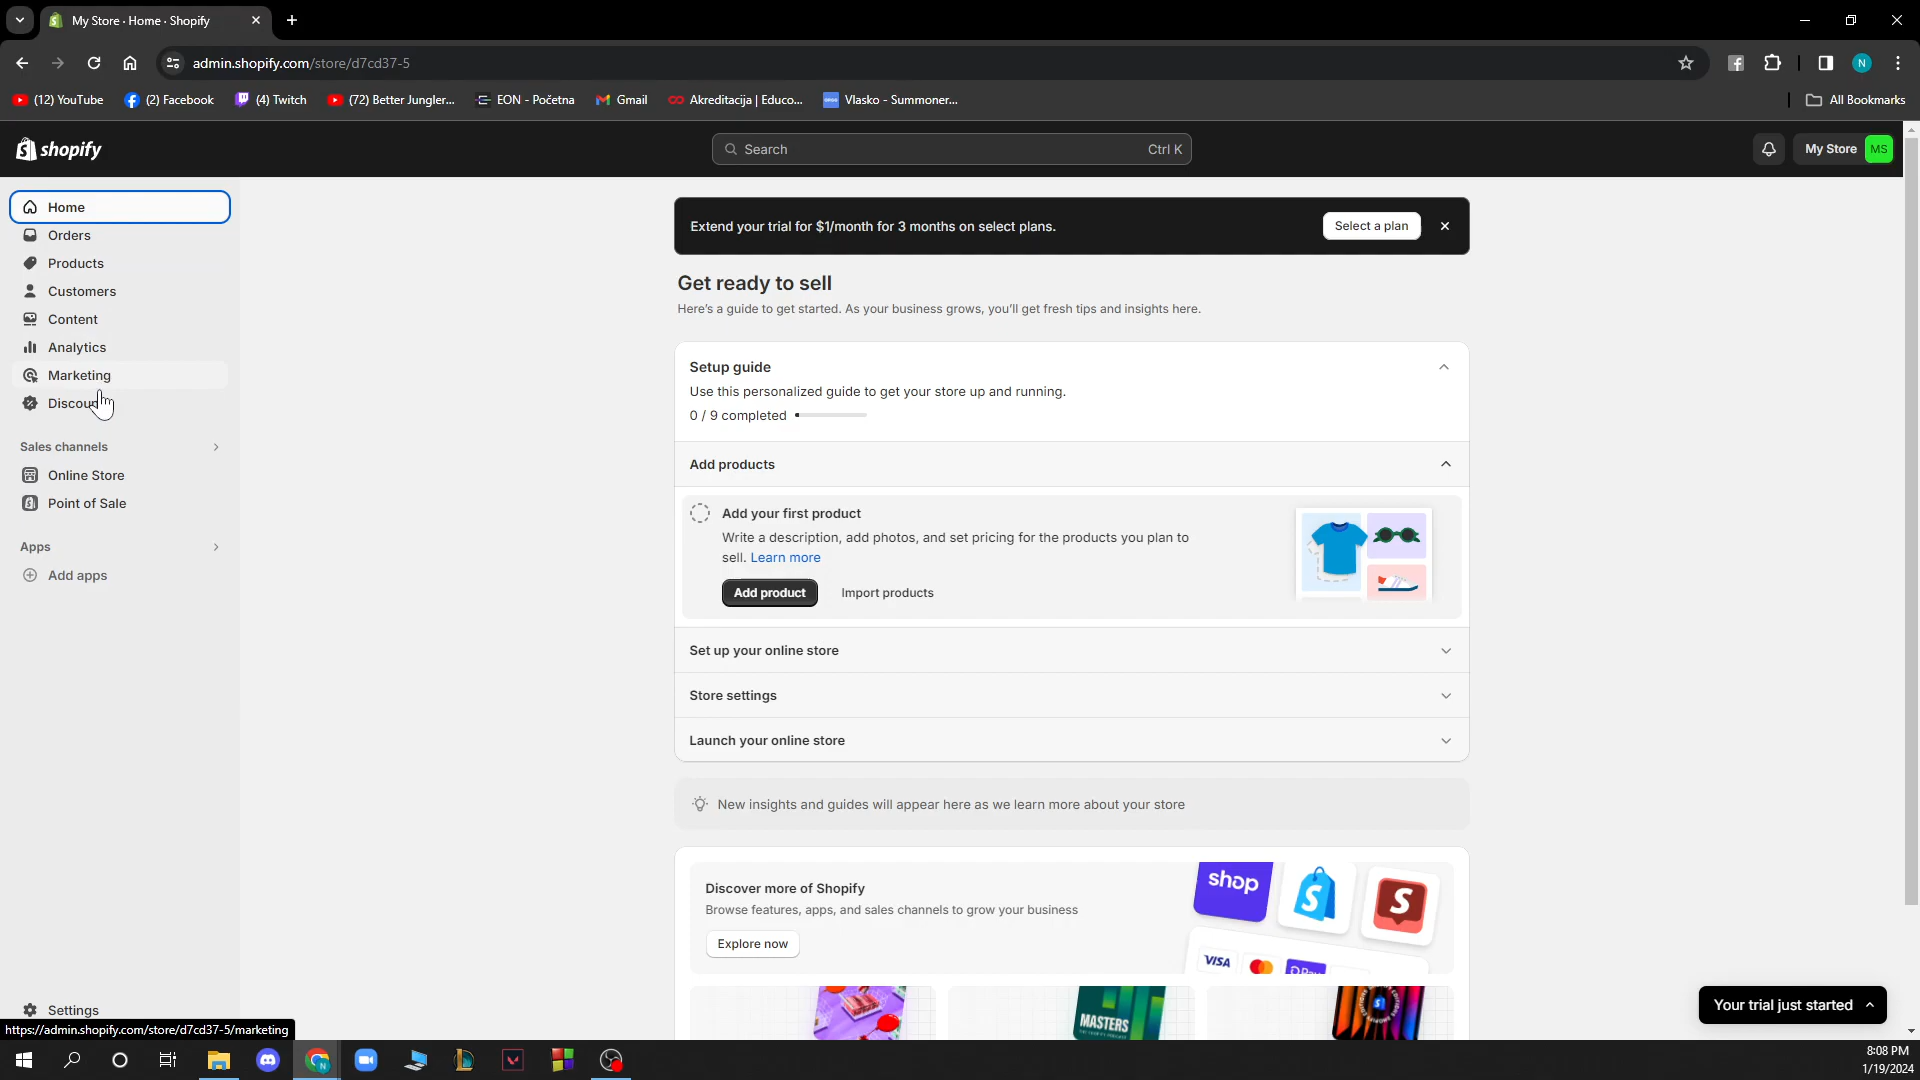 My Store · Home · Shopify
admin.shopify.com/store/d7cd37-5
(12) YouTube
(2) Facebook
(4) Twitch
(72) Better Jungler...
EON - Početna
Gmail
Akreditacija | Educo...
Vlasko - Summoner...
All Bookmarks
N
shopify
Search
Ctrl K
My Store
MS
Home
Orders
Products
Customers
Content
Analytics
Marketing
Sales channels
Online Store
Point of Sale
Apps
Add apps
Settings
Extend your trial for $1/month for 3 months on select plans.
Select a plan
Get ready to sell
Here's a guide to get started. As your business grows, you'll get fresh tips and insights here.
Setup guide
Use this personalized guide to get your store up and running.
0 / 9 completed
Add products
Add your first product
Write a description, add photos, and set pricing for the products you plan to
sell. Learn more
Add product
Import products
Set up your online store
Store settings
Launch your online store
New insights and guides will appear here as we learn more about your store
Discover more of Shopify
Browse features, apps, and sales channels to grow your business
Explore now
shop
VISA
MASTERS
Your trial just started
https://admin.shopify.com/store/d7cd37-5/marketing
8:08 PM
1/19/2024